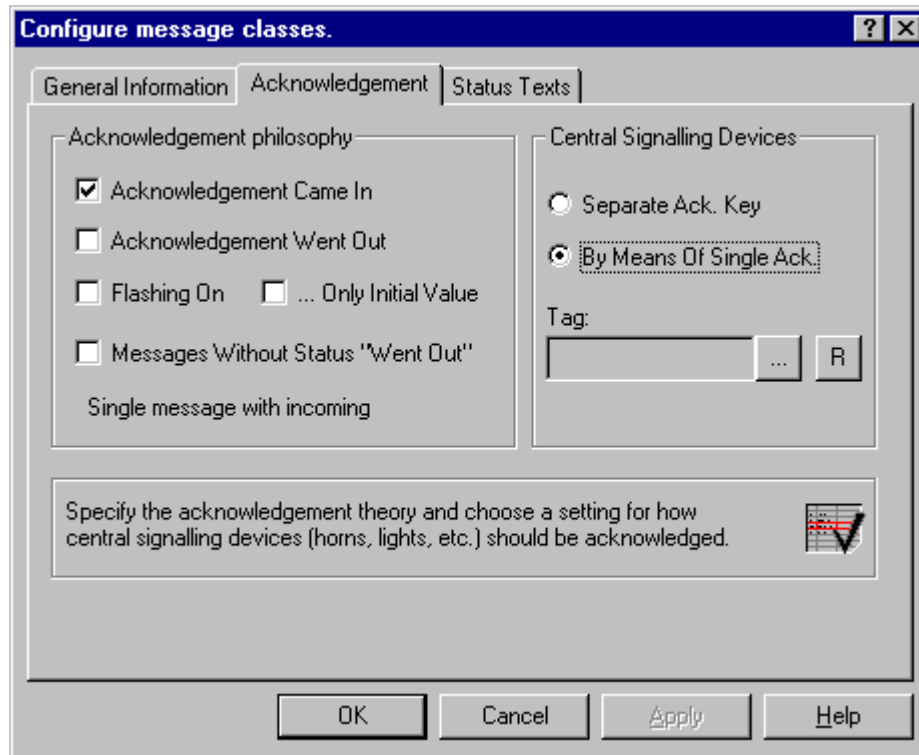 Configure message classes.
General Information
Acknowledgement
Status Texts
Acknowledgement philosophy
Acknowledgement Came In
Acknowledgement Went Out
Flashing On
... Only Initial Value
Messages Without Status "Went Out"
Single message with incoming
Central Signalling Devices
Separate Ack. Key
By Means Of Single Ack.
Tag:
...
R
Specify the acknowledgement theory and choose a setting for how
central signalling devices (horns, lights, etc.) should be acknowledged.
OK
Cancel
Apply
Help